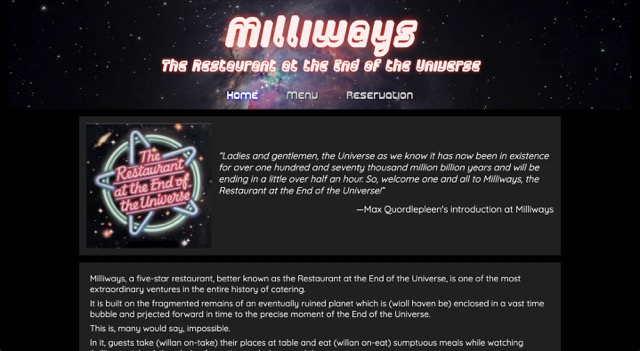 Milliways
The Restaurant at the End of the Universe
Home Menu Reservation
The
Restaurant
at the End of
the Universe
"Ladies and gentlemen, the Universe as we know it has now been in existence
for over one hundred and seventy thousand million billion years and will be
ending in a little over half an hour. So, welcome one and all to Milliways, the
Restaurant at the End of the Universe!"
—Max Quordlepleen's introduction at Milliways
Milliways, a five-star restaurant, better known as the Restaurant at the End of the Universe, is one of the most
extraordinary ventures in the entire history of catering.
It is built on the fragmented remains of an eventually ruined planet which is (wioll haven be) enclosed in a vast time
bubble and prjected forward in time to the precise moment of the End of the Universe.
This is, many would say, impossible.
In it, guests take (willan on-take) their places at table and eat (willan on-eat) sumptuous meals while watching